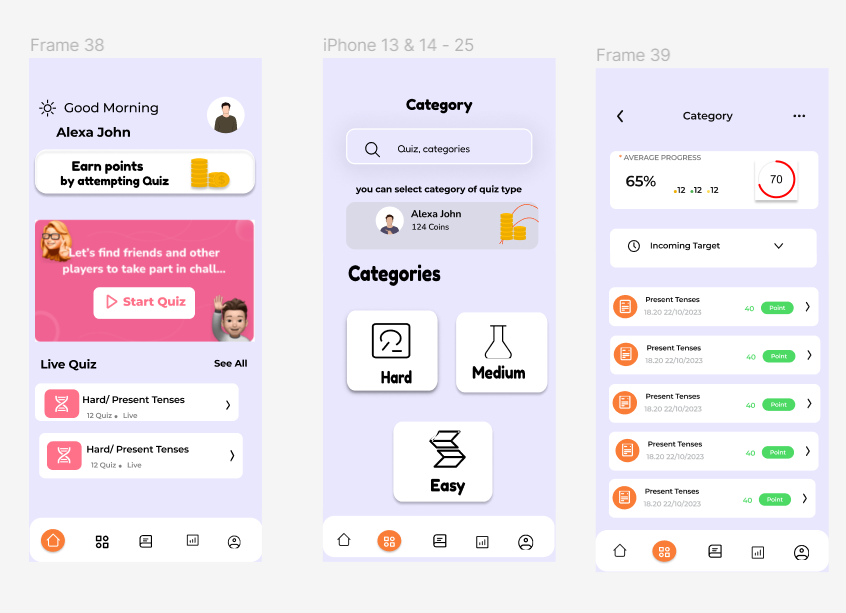 Frame 38
Good Morning
Alexa John
Earn points
by attempting Quiz
Let's find friends and other
players to take part in chall...
Start Quiz
Live Quiz
See All
Hard/ Present Tenses
12 Quiz • Live
Hard/ Present Tenses
12 Quiz • Live
iPhone 13 & 14 - 25
Category
Quiz, categories
you can select category of quiz type
Alexa John
124 Coins
Categories
Hard
Medium
Easy
Frame 39
Category
* AVERAGE PROGRESS
65%
12 12 12
70
Incoming Target
Present Tenses
18.20 22/10/2023
40 Point
Present Tenses
18.20 22/10/2023
40 Point
Present Tenses
18.20 22/10/2023
40 Point
Present Tenses
18.20 22/10/2023
40 Point
Present Tenses
18.20 22/10/2023
40 Point